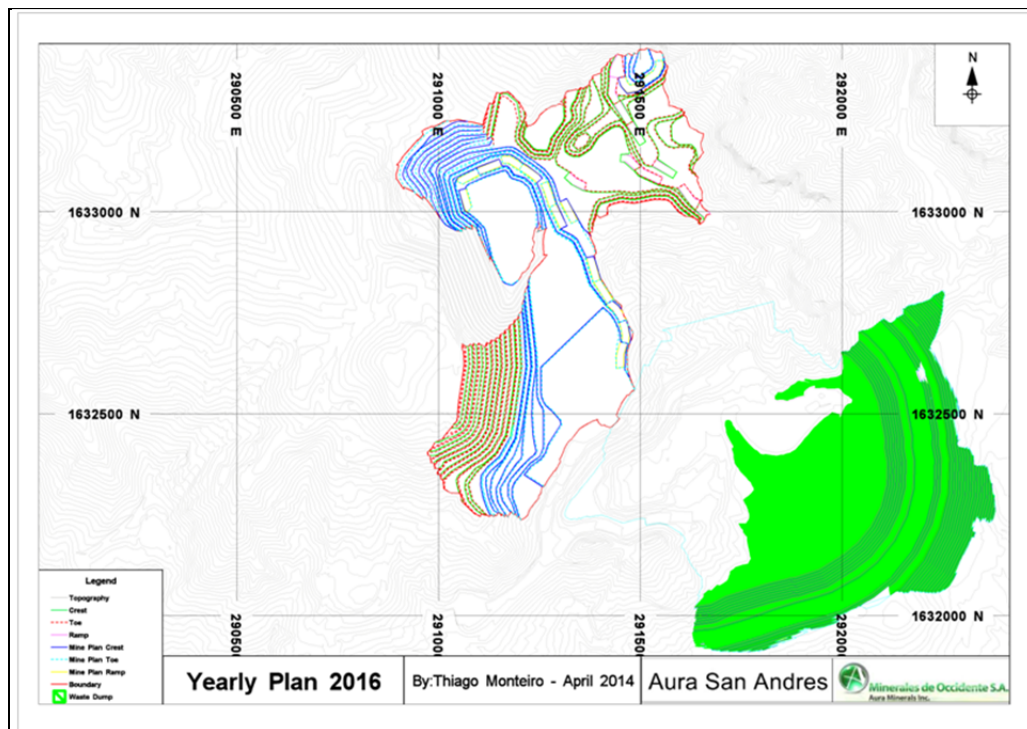 290500 E
291000 E
291500 E
292000 E
N
1633000 N
1633000 N
1632500 N
1632500 N
1632000 N
290500 E
291000 E
291500 E
292000 E
Legend
Topography
Crest
Toe
Ramp
Mine Plan Crest
Mine Plan Toe
Mine Plan Ramp
Boundary
Waste Dump
Yearly Plan 2016
By:Thiago Monteiro - April 2014
Aura San Andres
Minerales de Occidente S.A.
Aura Minerals Inc.